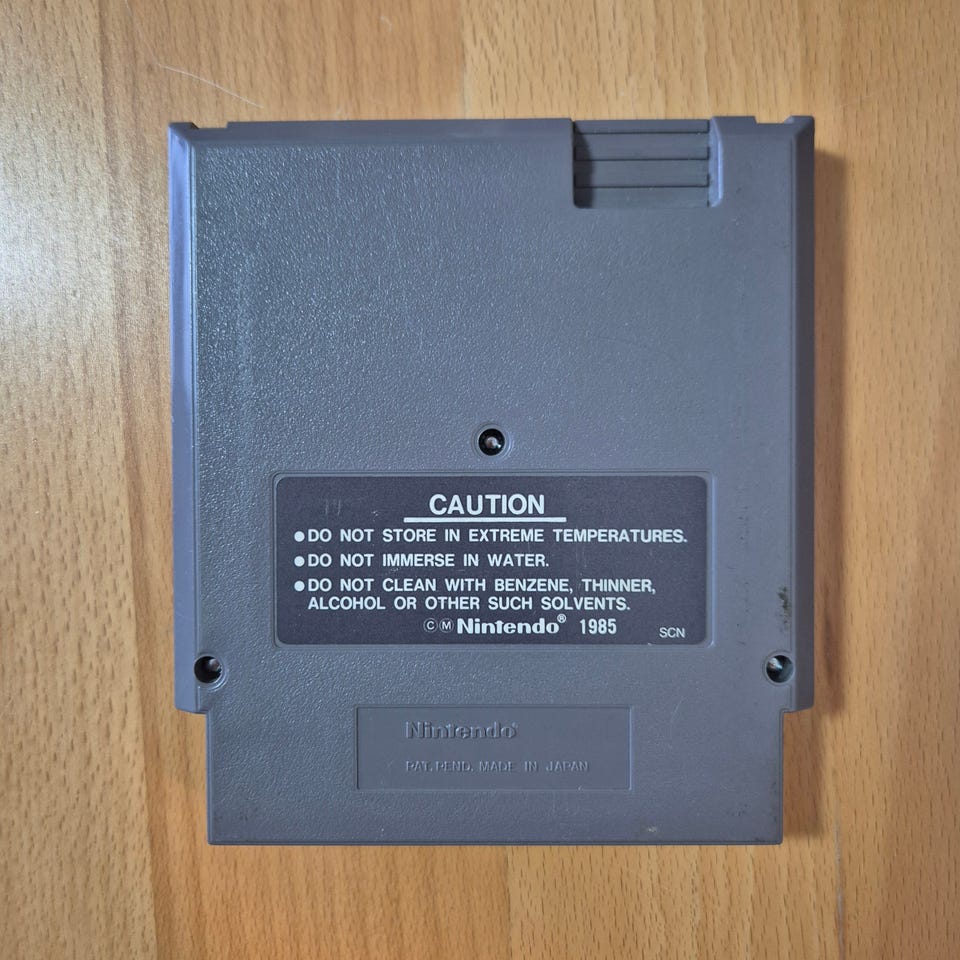 CAUTION
●DO NOT STORE IN EXTREME TEMPERATURES.
●DO NOT IMMERSE IN WATER.
●DO NOT CLEAN WITH BENZENE, THINNER,
ALCOHOL OR OTHER SUCH SOLVENTS.
ⒸⓂ Nintendo® 1985 SCN
Nintendo®
PAT. PEND. MADE IN JAPAN